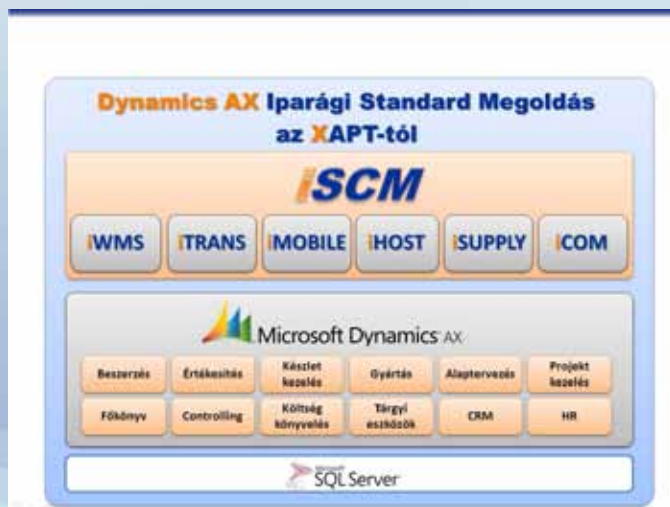 Dynamics AX Iparági Standard Megoldás
az XAPT-tól
iSCM
iWMS iTRANS iMOBILE iHOST iSUPPLY iCOM
Microsoft Dynamics AX
Beszerzés Értékesítés Készlet kezelés Gyártás Alaptervezés Projekt kezelés
Főkönyv Controlling Költség könyvelés Tárgyi eszközök CRM HR
Microsoft
SQL Server